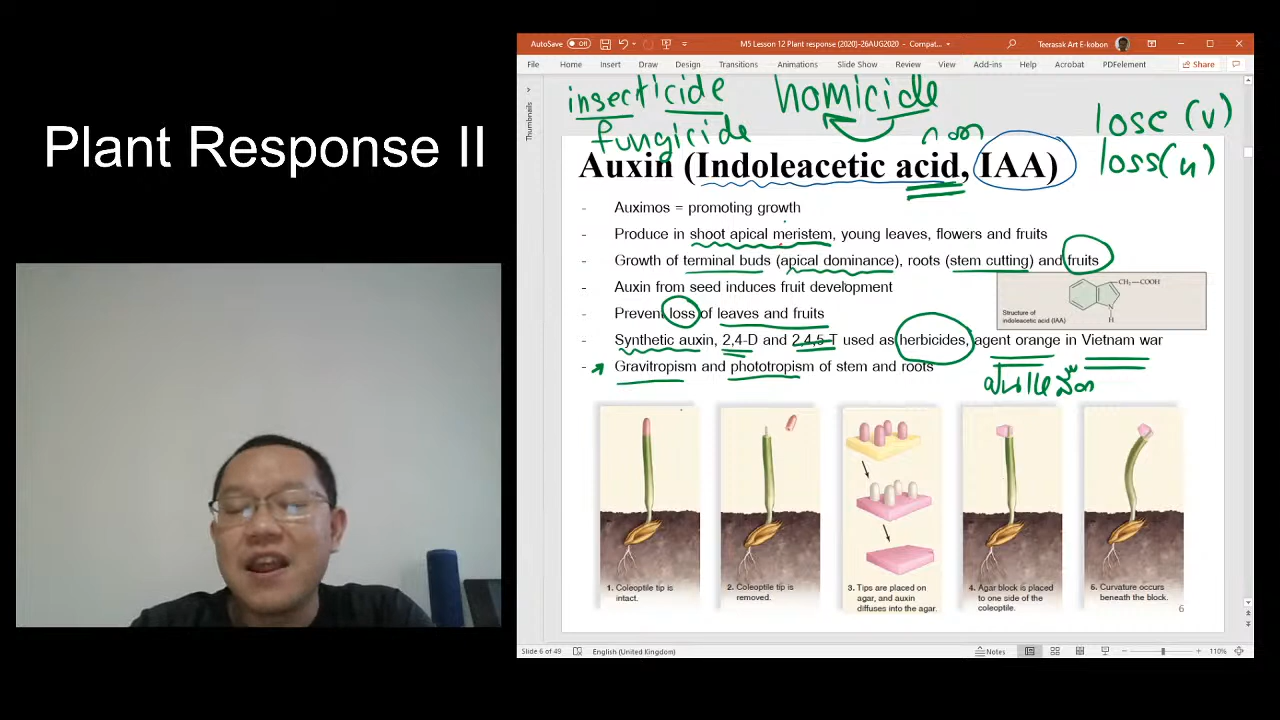 Plant Response II
AutoSave Off
M5 Lesson 12 Plant response (2020)-26AUG2020 - Compat...
Teerasak Art E-kobon
File Home Insert Draw Design Transitions Animations Slide Show Review View Add-ins Help Acrobat PDFelement Share
Thumbnails
insecticide homicide
fungicide
lose (v)
loss (n)
กรด
Auxin (Indoleacetic acid, IAA)
- Auximos = promoting growth
- Produce in shoot apical meristem, young leaves, flowers and fruits
- Growth of terminal buds (apical dominance), roots (stem cutting) and fruits
- Auxin from seed induces fruit development
- Prevent loss of leaves and fruits
- Synthetic auxin, 2,4-D and 2,4,5-T used as herbicides, agent orange in Vietnam war
- Gravitropism and phototropism of stem and roots
CH₂ — COOH
N
H
Structure of
indoleacetic acid (IAA)
1. Coleoptile tip is
intact.
2. Coleoptile tip is
removed.
3. Tips are placed on
agar, and auxin
diffuses into the agar.
4. Agar block is placed
to one side of the
coleoptile.
5. Curvature occurs
beneath the block.
6
Slide 6 of 49 English (United Kingdom) Notes 110%